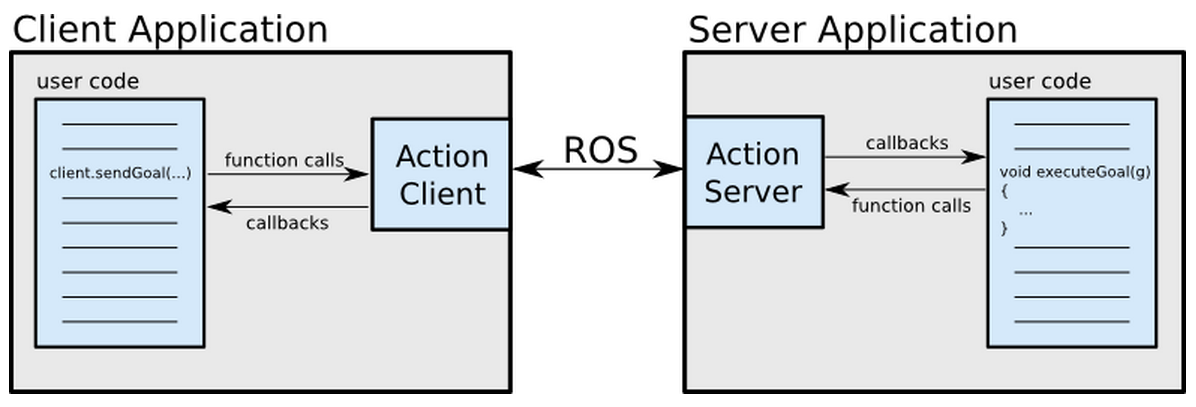 Client Application
user code
client.sendGoal(...)
function calls
callbacks
Action
Client
ROS
Server Application
Action
Server
callbacks
function calls
user code
void executeGoal(g)
{
...
}